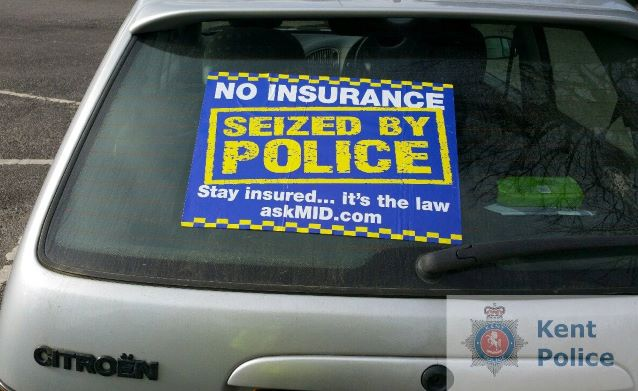 NO INSURANCE
SEIZED BY
POLICE
Stay insured... it's the law
askMID.com
CITROËN
Kent
Police